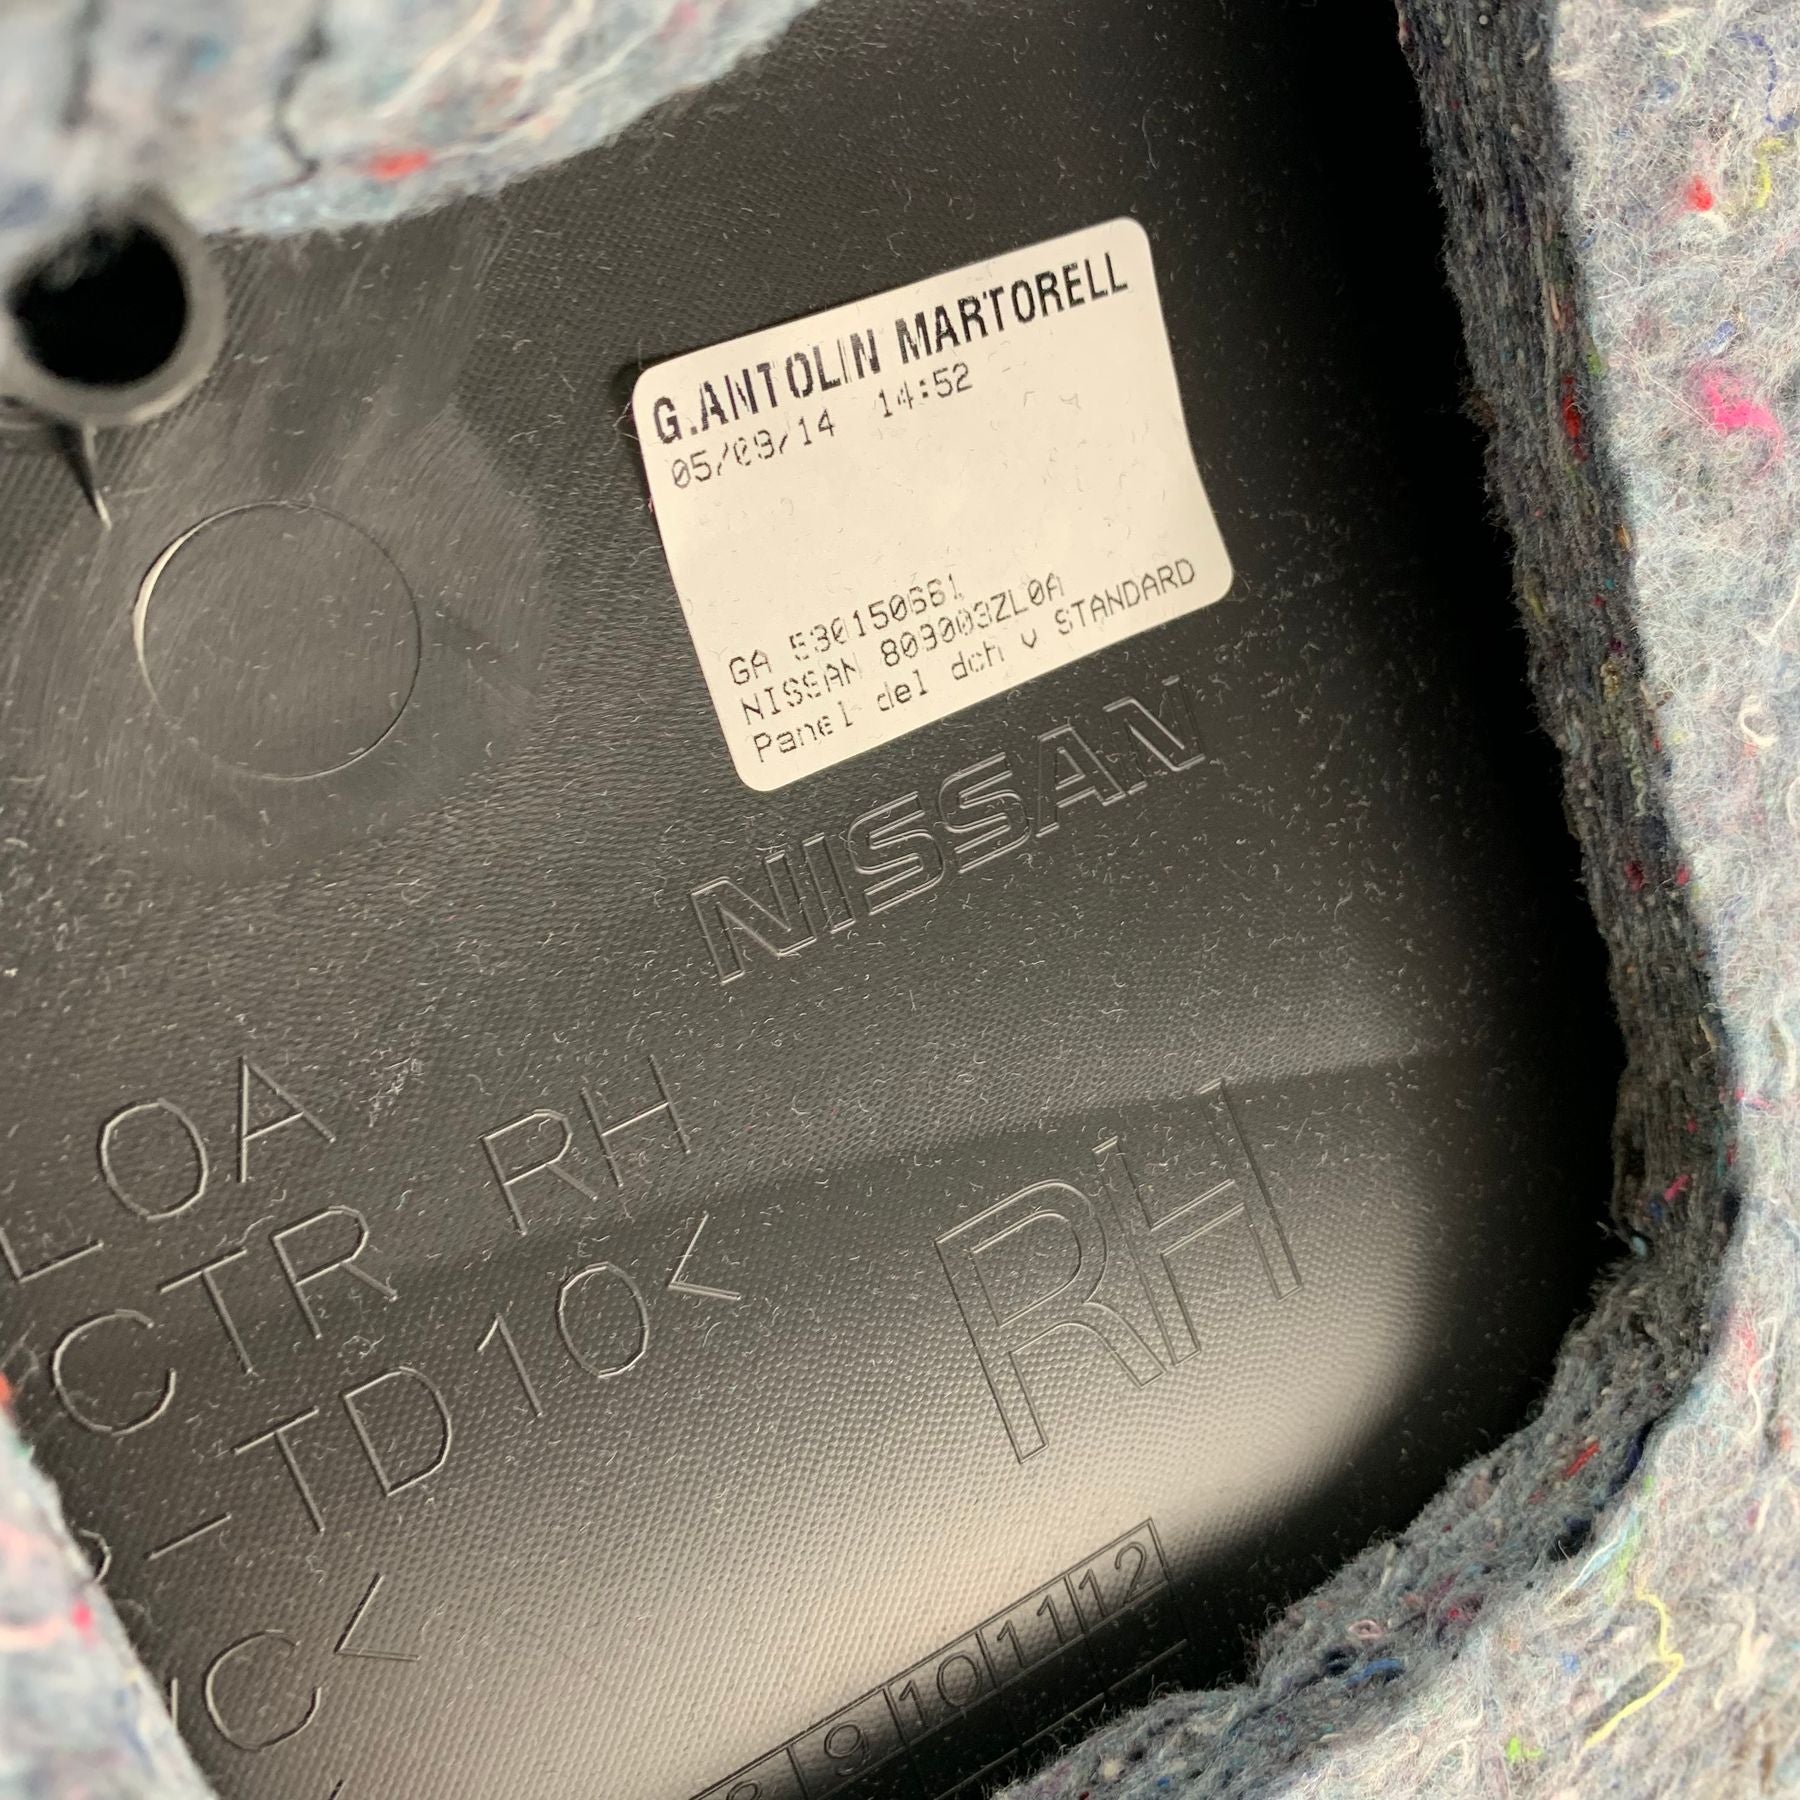 G.ANTOLIN MARTORELL
05/09/14 14:52
GA 530150661
NISSAN 809003ZL0A
Panel del dch v STANDARD
NISSAN
L0A
CTR RH
-TD10<
C<
RH
8 9 10 11 12